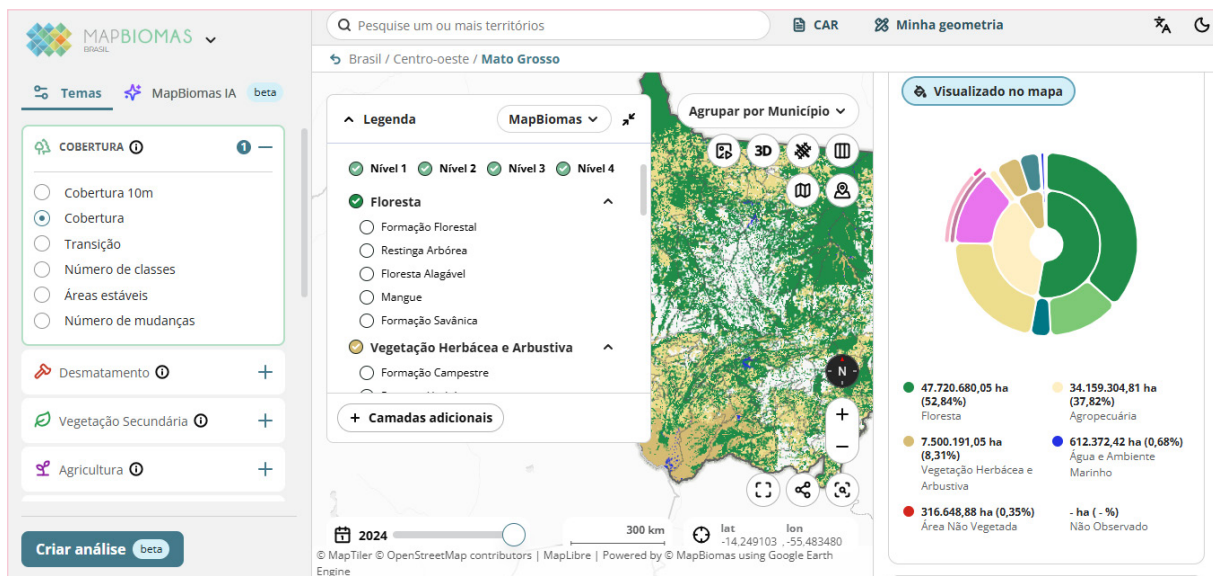 MAPBIOMAS
BRASIL
Pesquise um ou mais territórios
CAR
Minha geometria
Brasil / Centro-oeste / Mato Grosso
Temas
MapBiomas IA beta
COBERTURA
1
Cobertura 10m
Cobertura
Transição
Número de classes
Áreas estáveis
Número de mudanças
Desmatamento
Vegetação Secundária
Agricultura
Criar análise beta
Legenda
MapBiomas
Nível 1 Nível 2 Nível 3 Nível 4
Floresta
Formação Florestal
Restinga Arbórea
Floresta Alagável
Mangue
Formação Savânica
Vegetação Herbácea e Arbustiva
Formação Campestre
+ Camadas adicionais
Agrupar por Município
3D
N
+
−
2024
300 km
lat lon
-14,249103 , -55,483480
© MapTiler © OpenStreetMap contributors | MapLibre | Powered by © MapBiomas using Google Earth
Engine
Visualizado no mapa
47.720.680,05 ha
(52,84%)
Floresta
34.159.304,81 ha
(37,82%)
Agropecuária
7.500.191,05 ha
(8,31%)
Vegetação Herbácea e
Arbustiva
612.372,42 ha (0,68%)
Água e Ambiente
Marinho
316.648,88 ha (0,35%)
Área Não Vegetada
- ha ( - %)
Não Observado